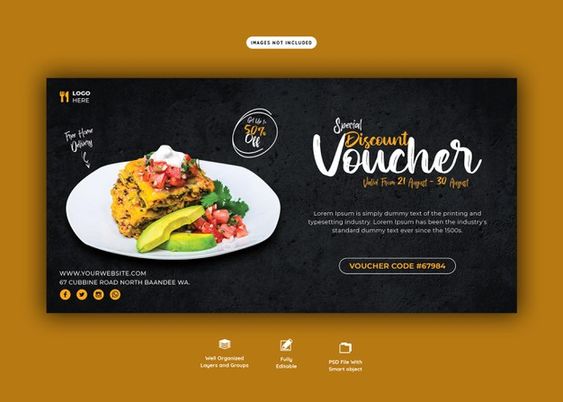 IMAGES NOT INCLUDED
LOGO
HERE
Free Home
Delivery
Get Up to
50%
Off
Special
Discount
Voucher
Valid From 21 August - 30 August
Lorem Ipsum is simply dummy text of the printing and
typesetting industry. Lorem Ipsum has been the
industry's standard dummy text ever since the 1500s.
VOUCHER CODE #67984
WWW.YOURWEBSITE.COM
67 CUBBINE ROAD NORTH BAANDEE WA.
Well Organized
Layers and Groups
Fully
Editable
PSD File With
Smart object